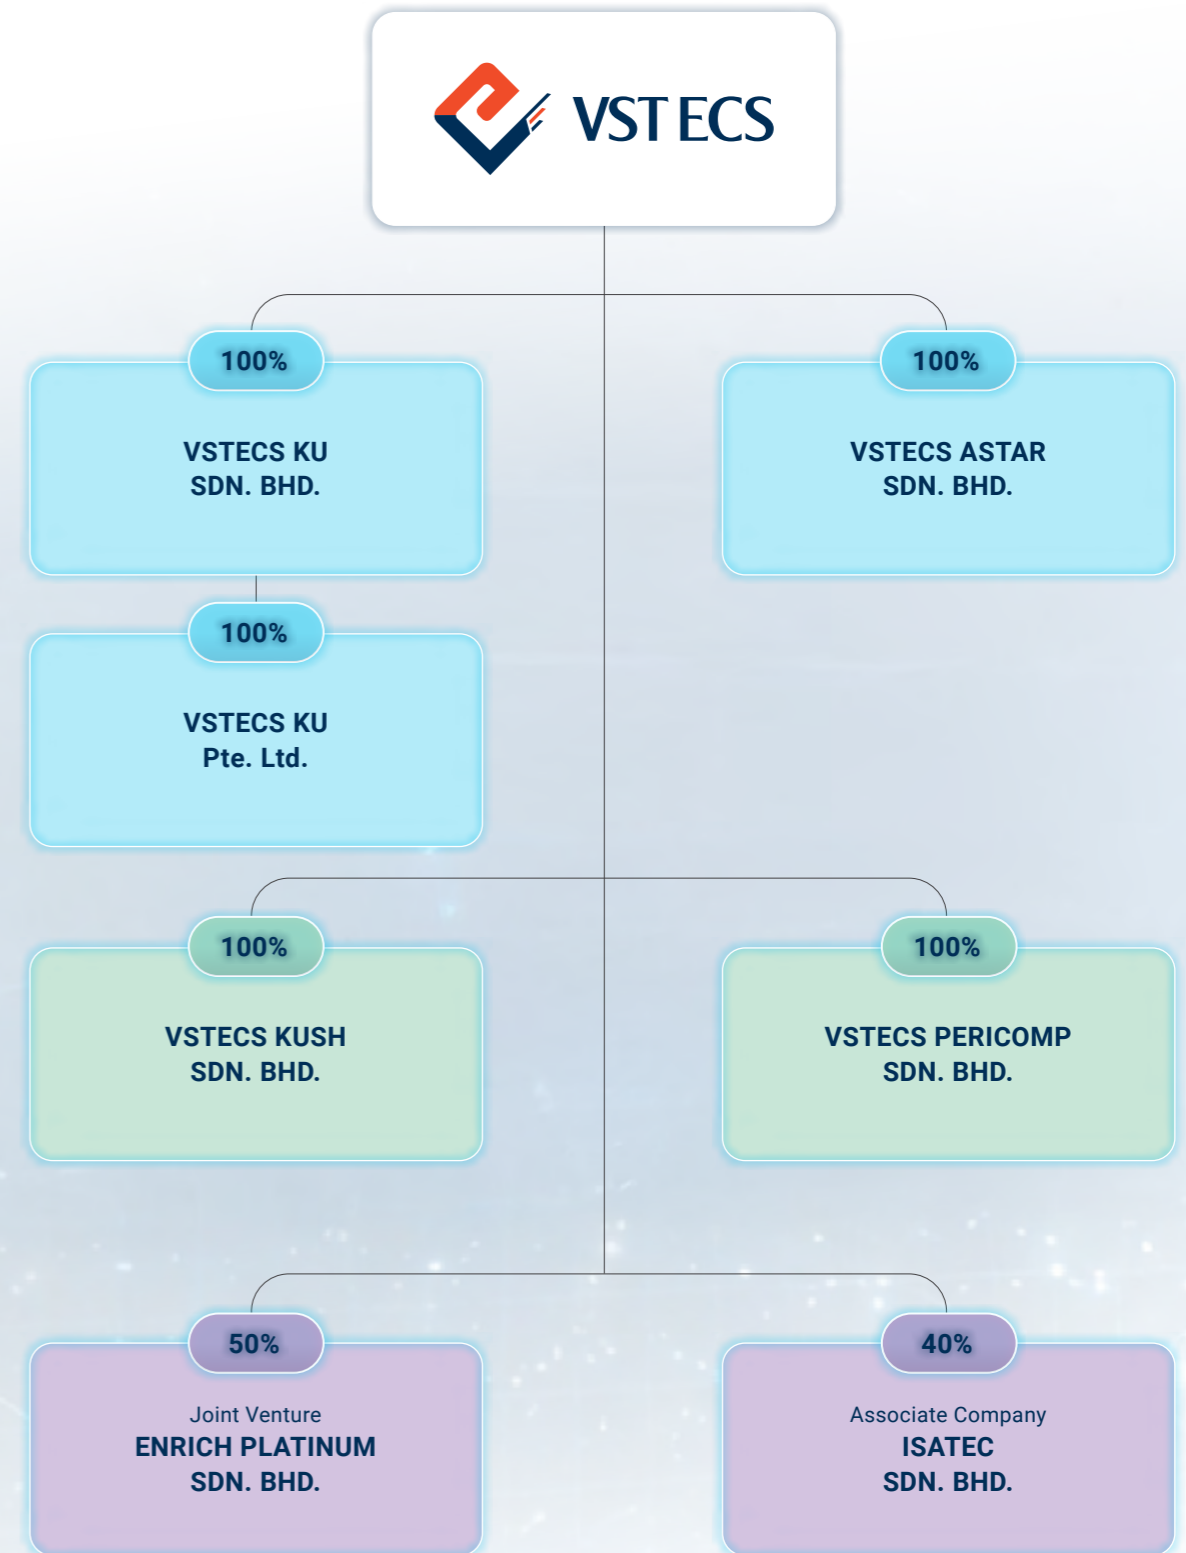 VST ECS
100%
VSTECS KU
SDN. BHD.
100%
VSTECS ASTAR
SDN. BHD.
100%
VSTECS KU
Pte. Ltd.
100%
VSTECS KUSH
SDN. BHD.
100%
VSTECS PERICOMP
SDN. BHD.
50%
Joint Venture
ENRICH PLATINUM
SDN. BHD.
40%
Associate Company
ISATEC
SDN. BHD.